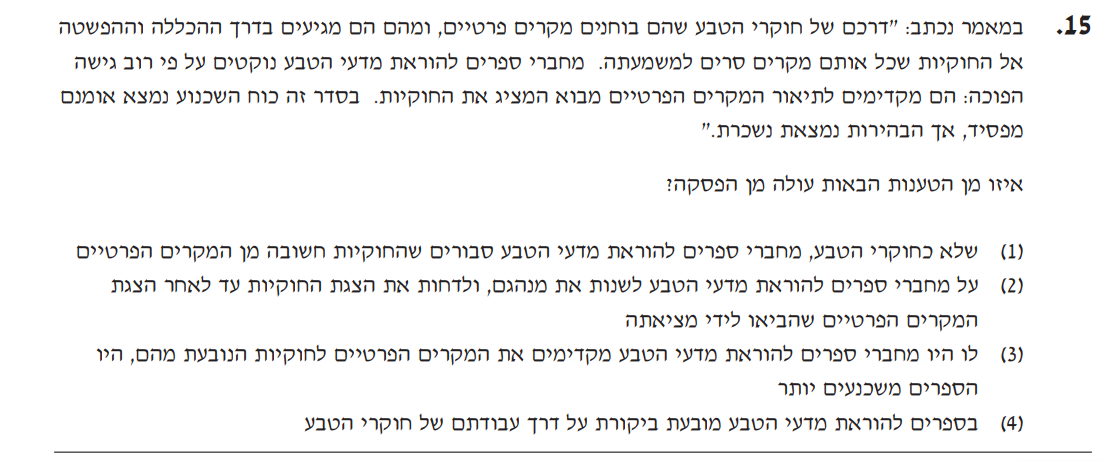 15. במאמר נכתב: "דרכם של חוקרי הטבע שהם בוחנים מקרים פרטיים, ומהם הם מגיעים בדרך ההכללה וההפשטה
אל החוקיות שכל אותם מקרים סרים למשמעתה. מחברי ספרים להוראת מדעי הטבע נוקטים על פי רוב גישה
הפוכה: הם מקדימים לתיאור המקרים הפרטיים מבוא המציג את החוקיות. בסדר זה כוח השכנוע נמצא אומנם
מפסיד, אך הבהירות נמצאת נשכרת."
איזו מן הטענות הבאות עולה מן הפסקה?
(1) שלא כחוקרי הטבע, מחברי ספרים להוראת מדעי הטבע סבורים שהחוקיות חשובה מן המקרים הפרטיים
(2) על מחברי ספרים להוראת מדעי הטבע לשנות את מנהגם, ולדחות את הצגת החוקיות עד לאחר הצגת
המקרים הפרטיים שהביאו לידי מציאתה
(3) לו היו מחברי ספרים להוראת מדעי הטבע מקדימים את המקרים הפרטיים לחוקיות הנובעת מהם, היו
הספרים משכנעים יותר
(4) בספרים להוראת מדעי הטבע מובעת ביקורת על דרך עבודתם של חוקרי הטבע